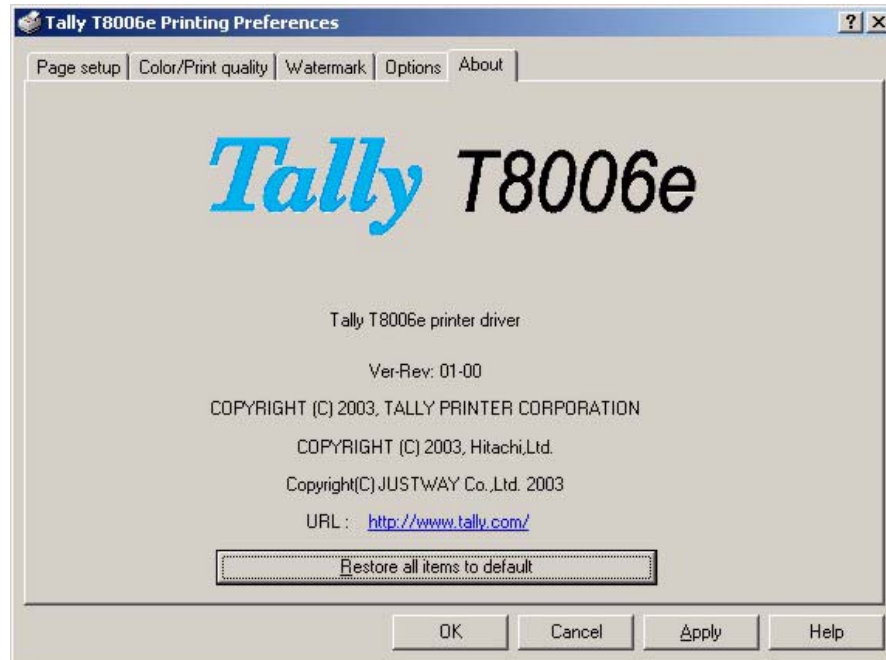 Tally T8006e Printing Preferences
? X
Page setup Color/Print quality Watermark Options About
Tally T8006e
Tally T8006e printer driver
Ver-Rev: 01-00
COPYRIGHT (C) 2003, TALLY PRINTER CORPORATION
COPYRIGHT (C) 2003, Hitachi,Ltd.
Copyright(C) JUSTWAY Co.,Ltd. 2003
URL : http://www.tally.com/
Restore all items to default
OK Cancel Apply Help